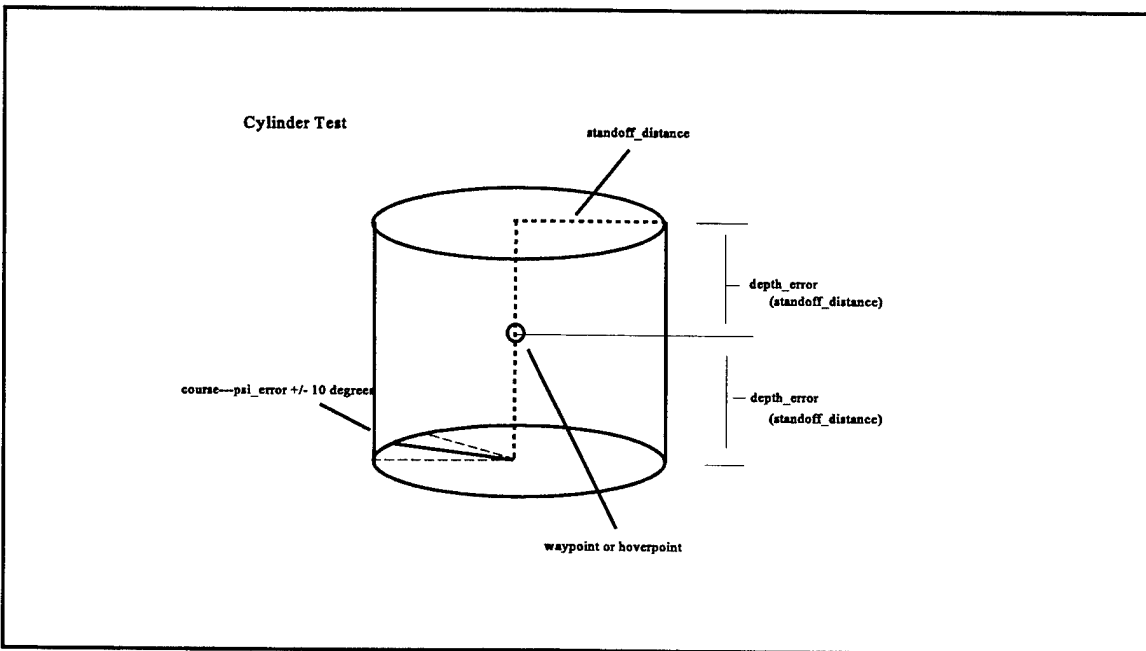 Cylinder Test
standoff_distance
depth_error
(standoff_distance)
course---psi_error +/- 10 degrees
depth_error
(standoff_distance)
waypoint or hoverpoint